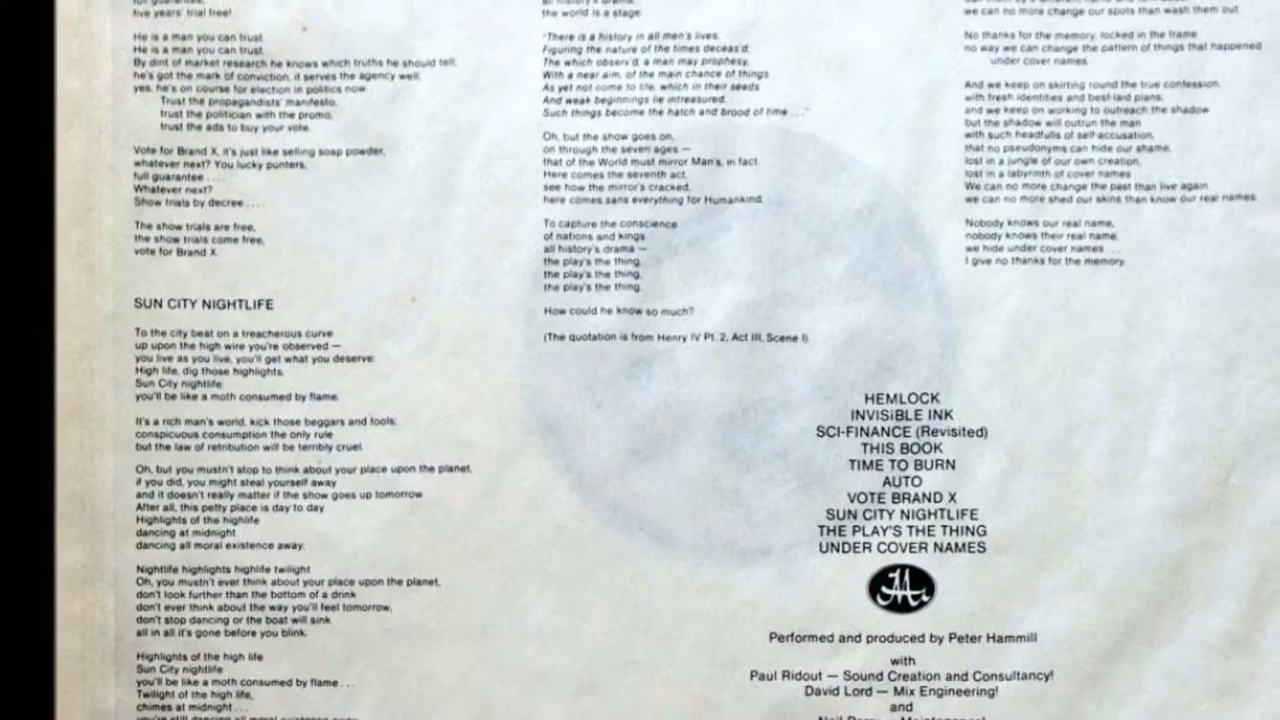 full guarantee,
five years' trial free!
He is a man you can trust.
He is a man you can trust.
By dint of market research he knows which truths he should tell,
he's got the mark of conviction, it serves the agency well;
yes, he's on course for election in politics now.
Trust the propagandists' manifesto,
trust the politician with the promo,
trust the ads to buy your vote.
Vote for Brand X, it's just like selling soap powder,
whatever next? You lucky punters,
full guarantee ....
Whatever next?
Show trials by decree ....
The show trials are free,
the show trials come free,
vote for Brand X.
SUN CITY NIGHTLIFE
To the city beat on a treacherous curve
up upon the high wire you're observed —
you live as you live, you'll get what you deserve.
High life, dig those highlights,
Sun City nightlife
you'll be like a moth consumed by flame.
It's a rich man's world, kick those beggars and fools;
conspicuous consumption the only rule
but the law of retribution will be terribly cruel.
Oh, but you mustn't stop to think about your place upon the planet,
if you did, you might steal yourself away
and it doesn't really matter if the show goes up tomorrow
After all, this petty place is day to day
Highlights of the highlife
dancing at midnight
dancing all moral existence away.
Nightlife highlights highlife twilight
Oh, you mustn't ever think about your place upon the planet,
don't look further than the bottom of a drink
don't ever think about the way you'll feel tomorrow,
don't stop dancing or the boat will sink
all in all it's gone before you blink.
Highlights of the high life
Sun City nightlife
you'll be like a moth consumed by flame ...
Twilight of the high life,
chimes at midnight ...
you're still dancing all moral existence away
all history's drama,
the world is a stage.
"There is a history in all men's lives,
Figuring the nature of the times deceas'd;
The which observ'd, a man may prophesy,
With a near aim, of the main chance of things
As yet not come to life, which in their seeds
And weak beginnings lie intreasured.
Such things become the hatch and brood of time ...."
Oh, but the show goes on,
on through the seven ages —
that of the World must mirror Man's, in fact.
Here comes the seventh act,
see how the mirror's cracked,
here comes sans everything for Humankind.
To capture the conscience
of nations and kings
all history's drama —
the play's the thing,
the play's the thing,
the play's the thing.
How could he know so much?
(The quotation is from Henry IV Pt. 2, Act III, Scene I)
we can no more change our spots than wash them out.
No thanks for the memory, locked in the frame
no way we can change the pattern of things that happened
under cover names.
And we keep on skirting round the true confession,
with fresh identities and best-laid plans,
and we keep on working to outreach the shadow
but the shadow will outrun the man
with such headfulls of self-accusation,
that no pseudonyms can hide our shame,
lost in a jungle of our own creation,
lost in a labyrinth of cover names ...
We can no more change the past than live again
we can no more shed our skins than know our real names.
Nobody knows our real name,
nobody knows their real name,
we hide under cover names ...
I give no thanks for the memory.
HEMLOCK
INVISIBLE INK
SCI-FINANCE (Revisited)
THIS BOOK
TIME TO BURN
AUTO
VOTE BRAND X
SUN CITY NIGHTLIFE
THE PLAY'S THE THING
UNDER COVER NAMES
Performed and produced by Peter Hammill
with
Paul Ridout — Sound Creation and Consultancy!
David Lord — Mix Engineering!
and